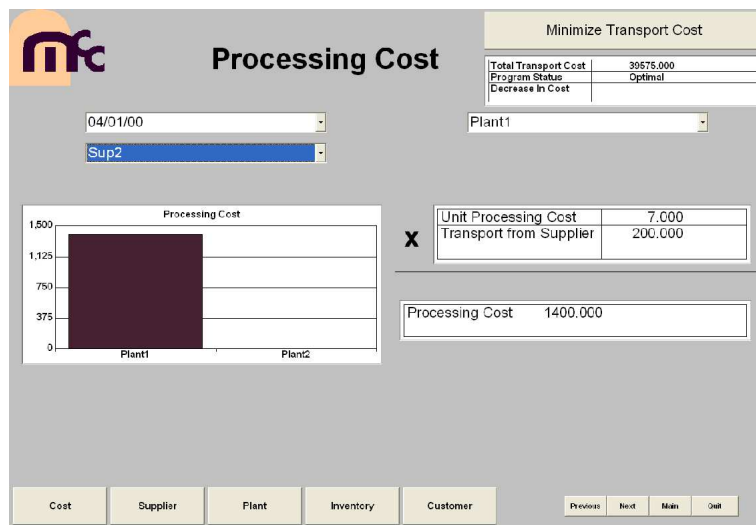 mcc
Processing Cost
Minimize Transport Cost
Total Transport Cost 39575.000
Program Status Optimal
Decrease In Cost
04/01/00
Plant1
Sup2
Processing Cost
1,500
1,125
750
375
0
Plant1 Plant2
X
Unit Processing Cost 7.000
Transport from Supplier 200.000
Processing Cost 1400.000
Cost Supplier Plant Inventory Customer Previous Next Main Quit